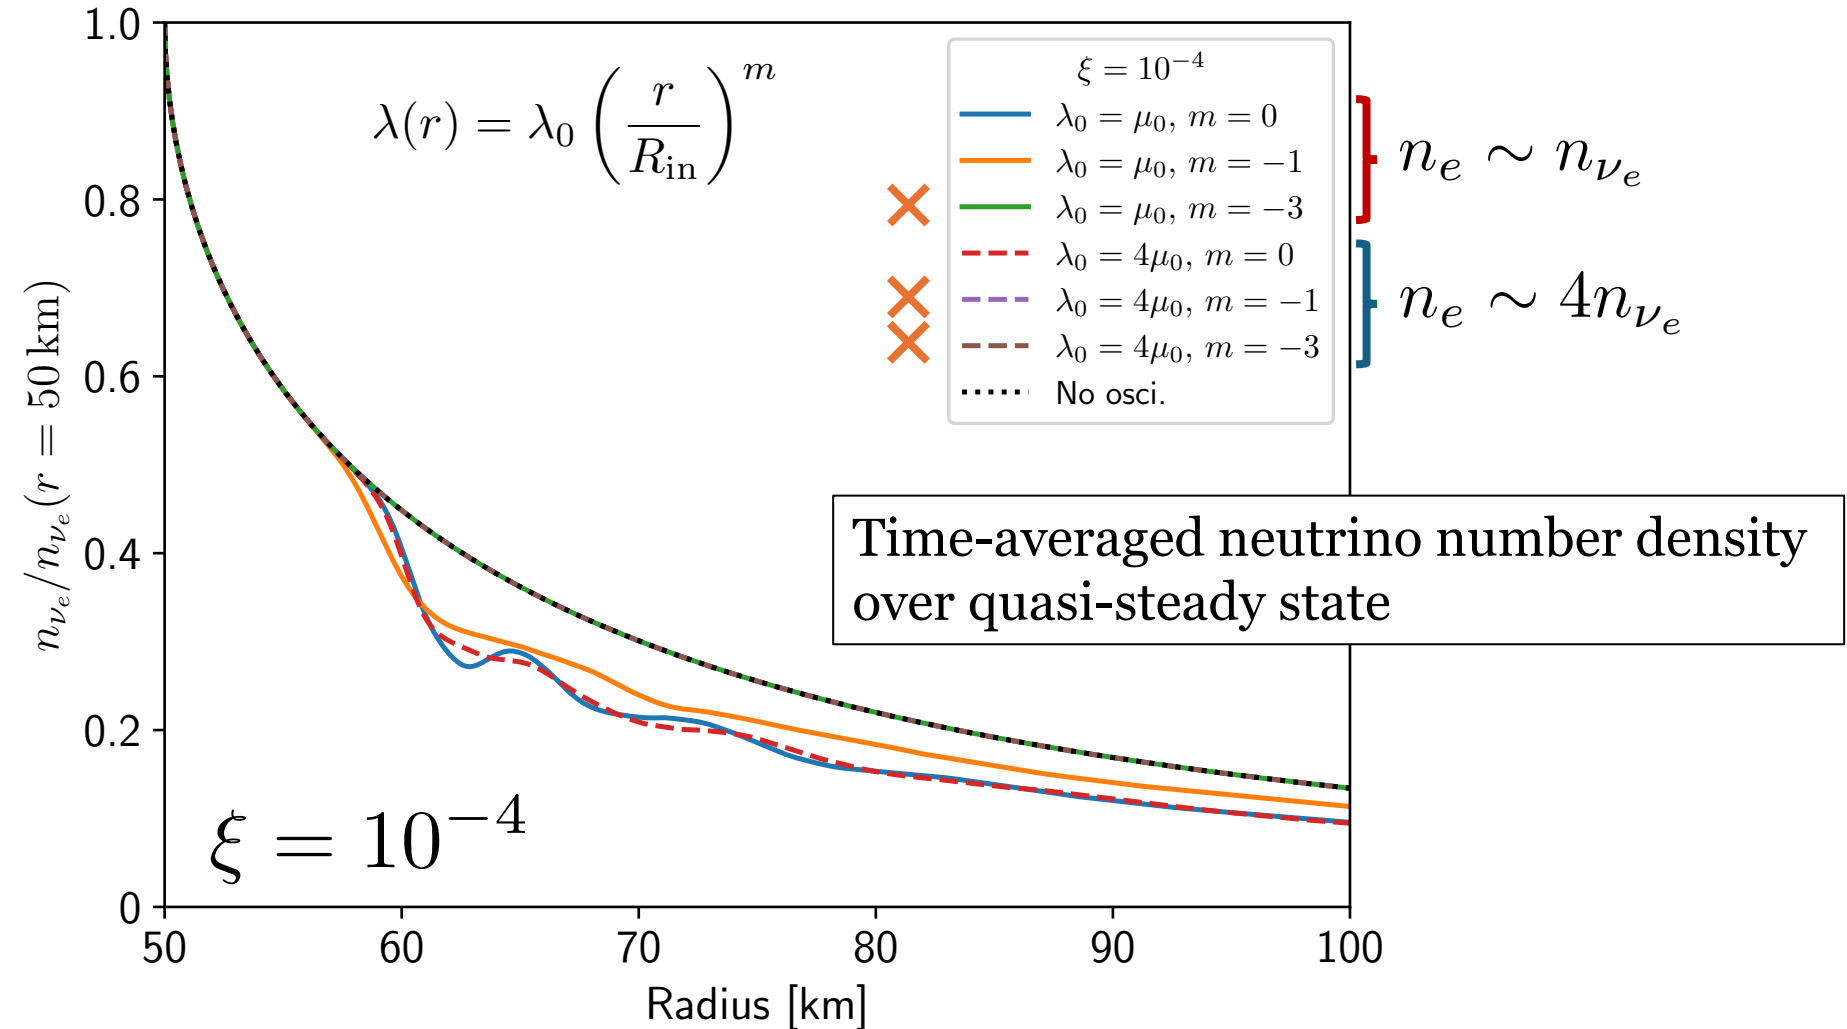 1.0
0.8
0.6
0.4
0.2
0
50
60
70
80
90
100
Radius [km]
n_{ν_e}/n_{ν_e}(r = 50 km)
λ(r) = λ_0 (r/R_in)^m
ξ = 10^{-4}
λ_0 = μ_0, m = 0
λ_0 = μ_0, m = −1
λ_0 = μ_0, m = −3
λ_0 = 4μ_0, m = 0
λ_0 = 4μ_0, m = −1
λ_0 = 4μ_0, m = −3
No osci.
n_e ∼ n_{ν_e}
n_e ∼ 4n_{ν_e}
Time-averaged neutrino number density
over quasi-steady state
ξ = 10^{−4}